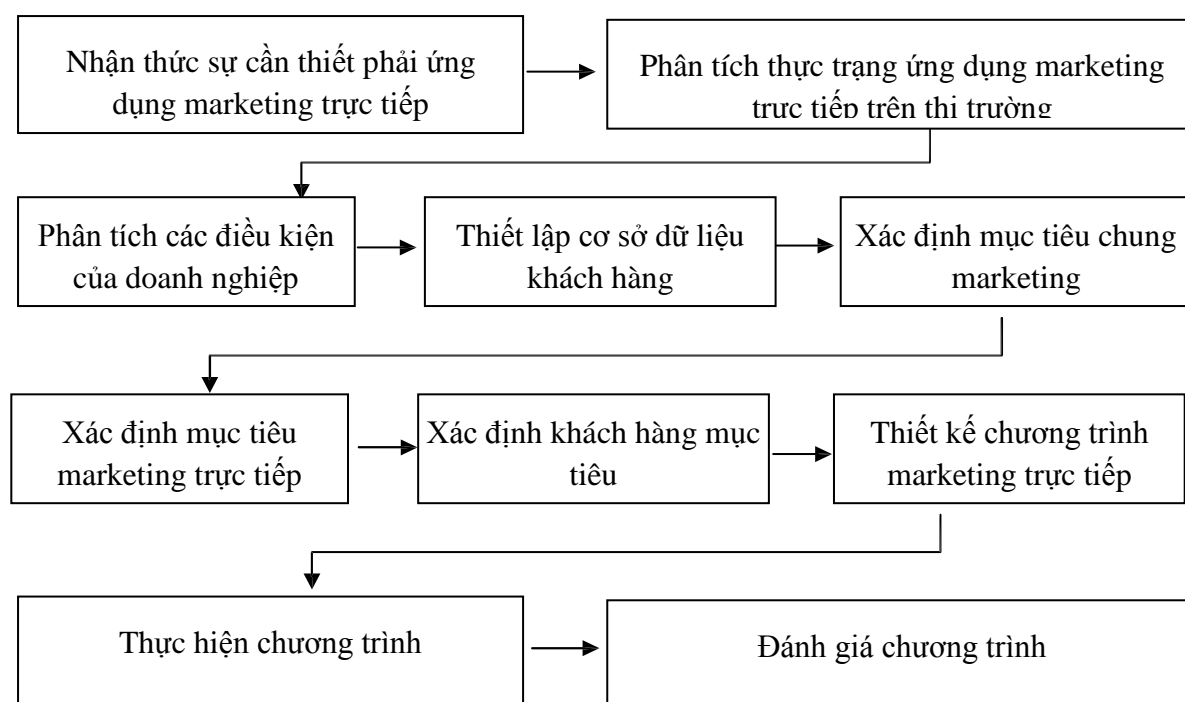 Nhận thức sự cần thiết phải ứng
dụng marketing trực tiếp
Phân tích thực trạng ứng dụng marketing
trực tiếp trên thị trường
Phân tích các điều kiện
của doanh nghiệp
Thiết lập cơ sở dữ liệu
khách hàng
Xác định mục tiêu chung
marketing
Xác định mục tiêu
marketing trực tiếp
Xác định khách hàng mục
tiêu
Thiết kế chương trình
marketing trực tiếp
Thực hiện chương trình
Đánh giá chương trình